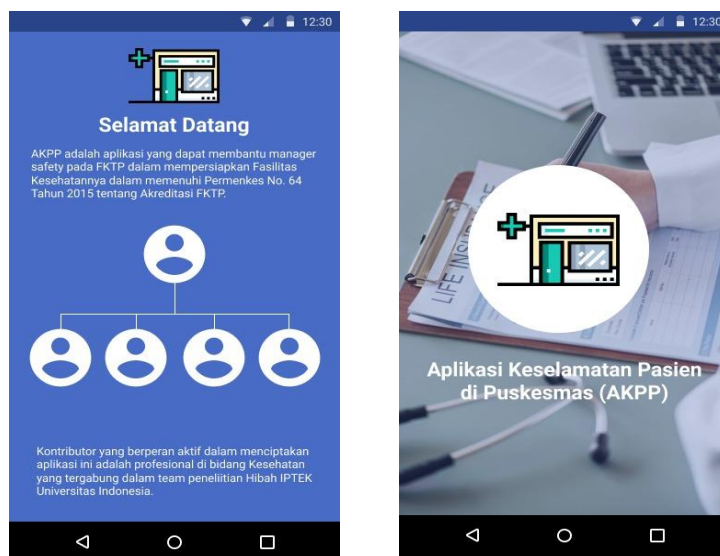 12:30
Selamat Datang
AKPP adalah aplikasi yang dapat membantu manager
safety pada FKTP dalam mempersiapkan Fasilitas
Kesehatannya dalam memenuhi Permenkes No. 64
Tahun 2015 tentang Akreditasi FKTP.
Kontributor yang berperan aktif dalam menciptakan
aplikasi ini adalah profesional di bidang Kesehatan
yang tergabung dalam team peneliitian Hibah IPTEK
Universitas Indonesia.
12:30
LIFE INSURANCE
Aplikasi Keselamatan Pasien
di Puskesmas (AKPP)